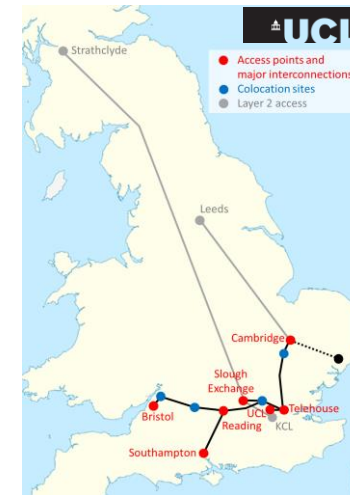 UCL
Access points and
major interconnections
Colocation sites
Layer 2 access
Strathclyde
Leeds
Cambridge
Slough
Exchange
Bristol
UCL
Telehouse
Reading
KCL
Southampton